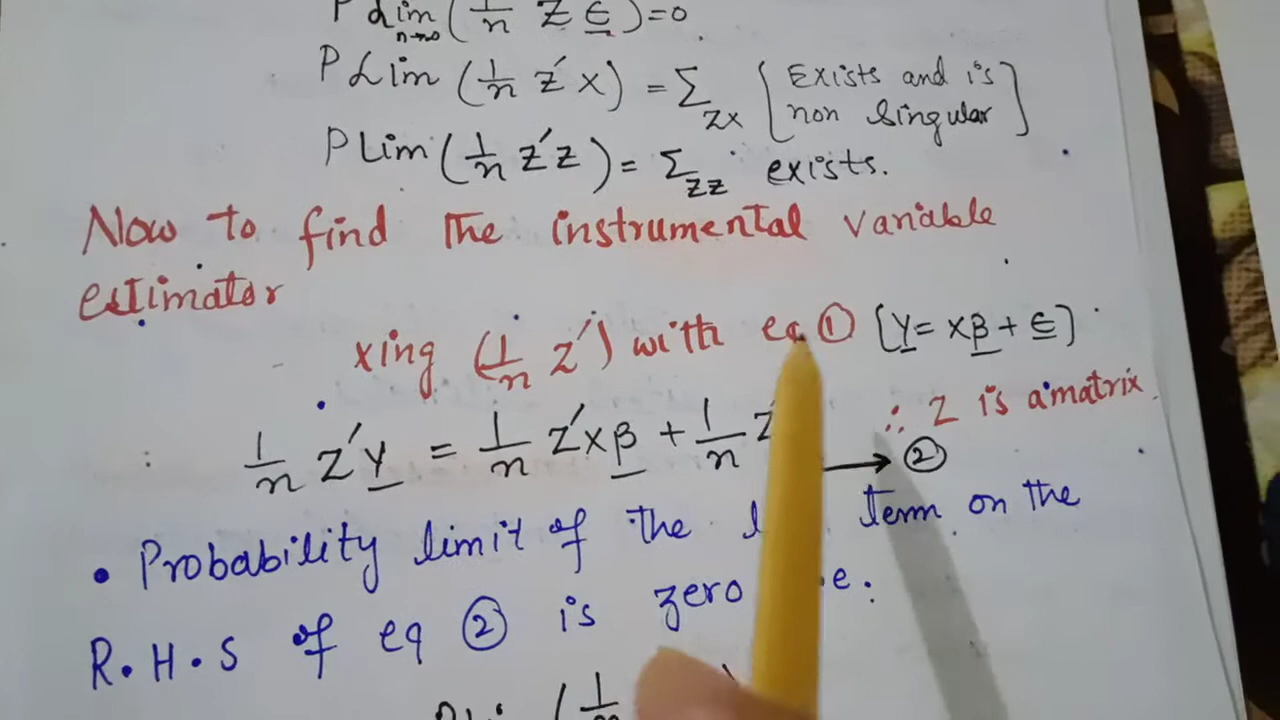 P Lim n→∞ (1/n Z ε) = 0
P Lim (1/n Z′X) = Σ_ZX [Exists and is non Singular]
P Lim (1/n Z′Z) = Σ_ZZ exists.
Now to find The instrumental variable
estimator
xing (1/n Z′) with eq ① [Y = Xβ + ε]
∴ Z is a matrix
1/n Z′Y = 1/n Z′Xβ + 1/n Z → ②
• Probability limit of the term on the
R.H.S of eq ② is zero e:
(1/n